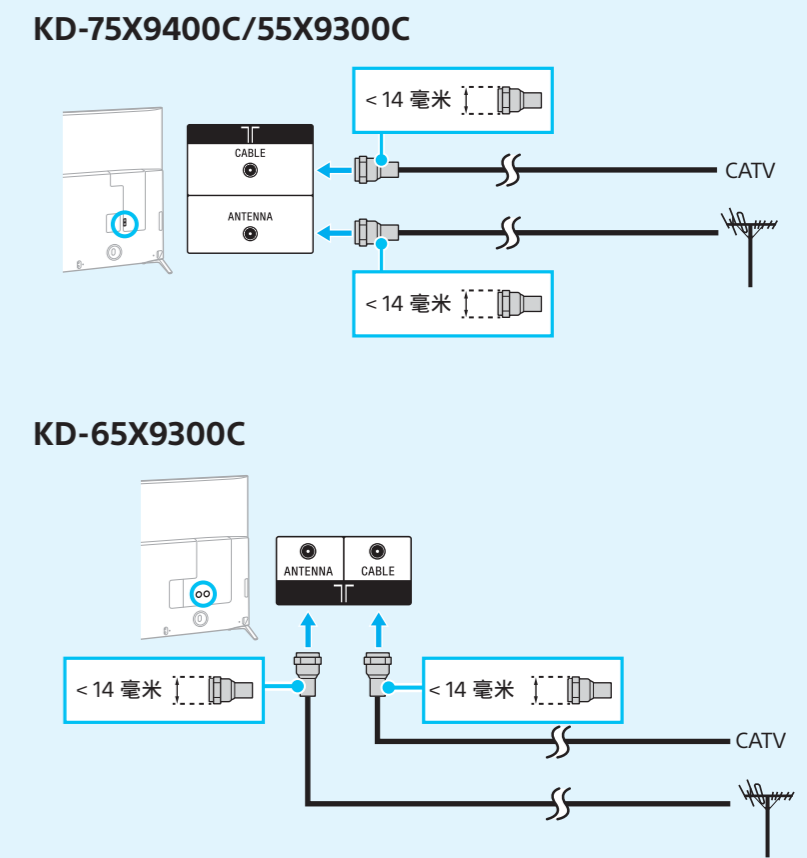 KD-75X9400C/55X9300C
< 14 毫米
CABLE
CATV
ANTENNA
< 14 毫米
KD-65X9300C
ANTENNA CABLE
< 14 毫米
< 14 毫米
CATV